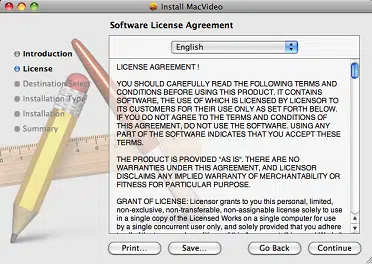 Install MacVideo
Software License Agreement
English
Introduction
License
Destination Select
Installation Type
Installation
Summary
LICENSE AGREEMENT !
YOU SHOULD CAREFULLY READ THE FOLLOWING TERMS AND
CONDITIONS BEFORE USING THIS PRODUCT. IT CONTAINS
SOFTWARE, THE USE OF WHICH IS LICENSED BY LICENSOR TO
ITS CUSTOMERS FOR THEIR USE ONLY AS SET FORTH BELOW.
IF YOU DO NOT AGREE TO THE TERMS AND CONDITIONS OF
THIS AGREEMENT, DO NOT USE THE SOFTWARE. USING ANY
PART OF THE SOFTWARE INDICATES THAT YOU ACCEPT THESE
TERMS.
THE PRODUCT IS PROVIDED "AS IS". THERE ARE NO
WARRANTIES UNDER THIS AGREEMENT, AND LICENSOR
DISCLAIMS ANY IMPLIED WARRANTY OF MERCHANTABILITY OR
FITNESS FOR PARTICULAR PURPOSE.
GRANT OF LICENSE: Licensor grants to you this personal, limited,
non-exclusive, non-transferable, non-assignable license solely to use
in a single copy of the Licensed Works on a single computer for use
by a single concurrent user only, and solely provided that you adhere
Print...
Save...
Go Back
Continue